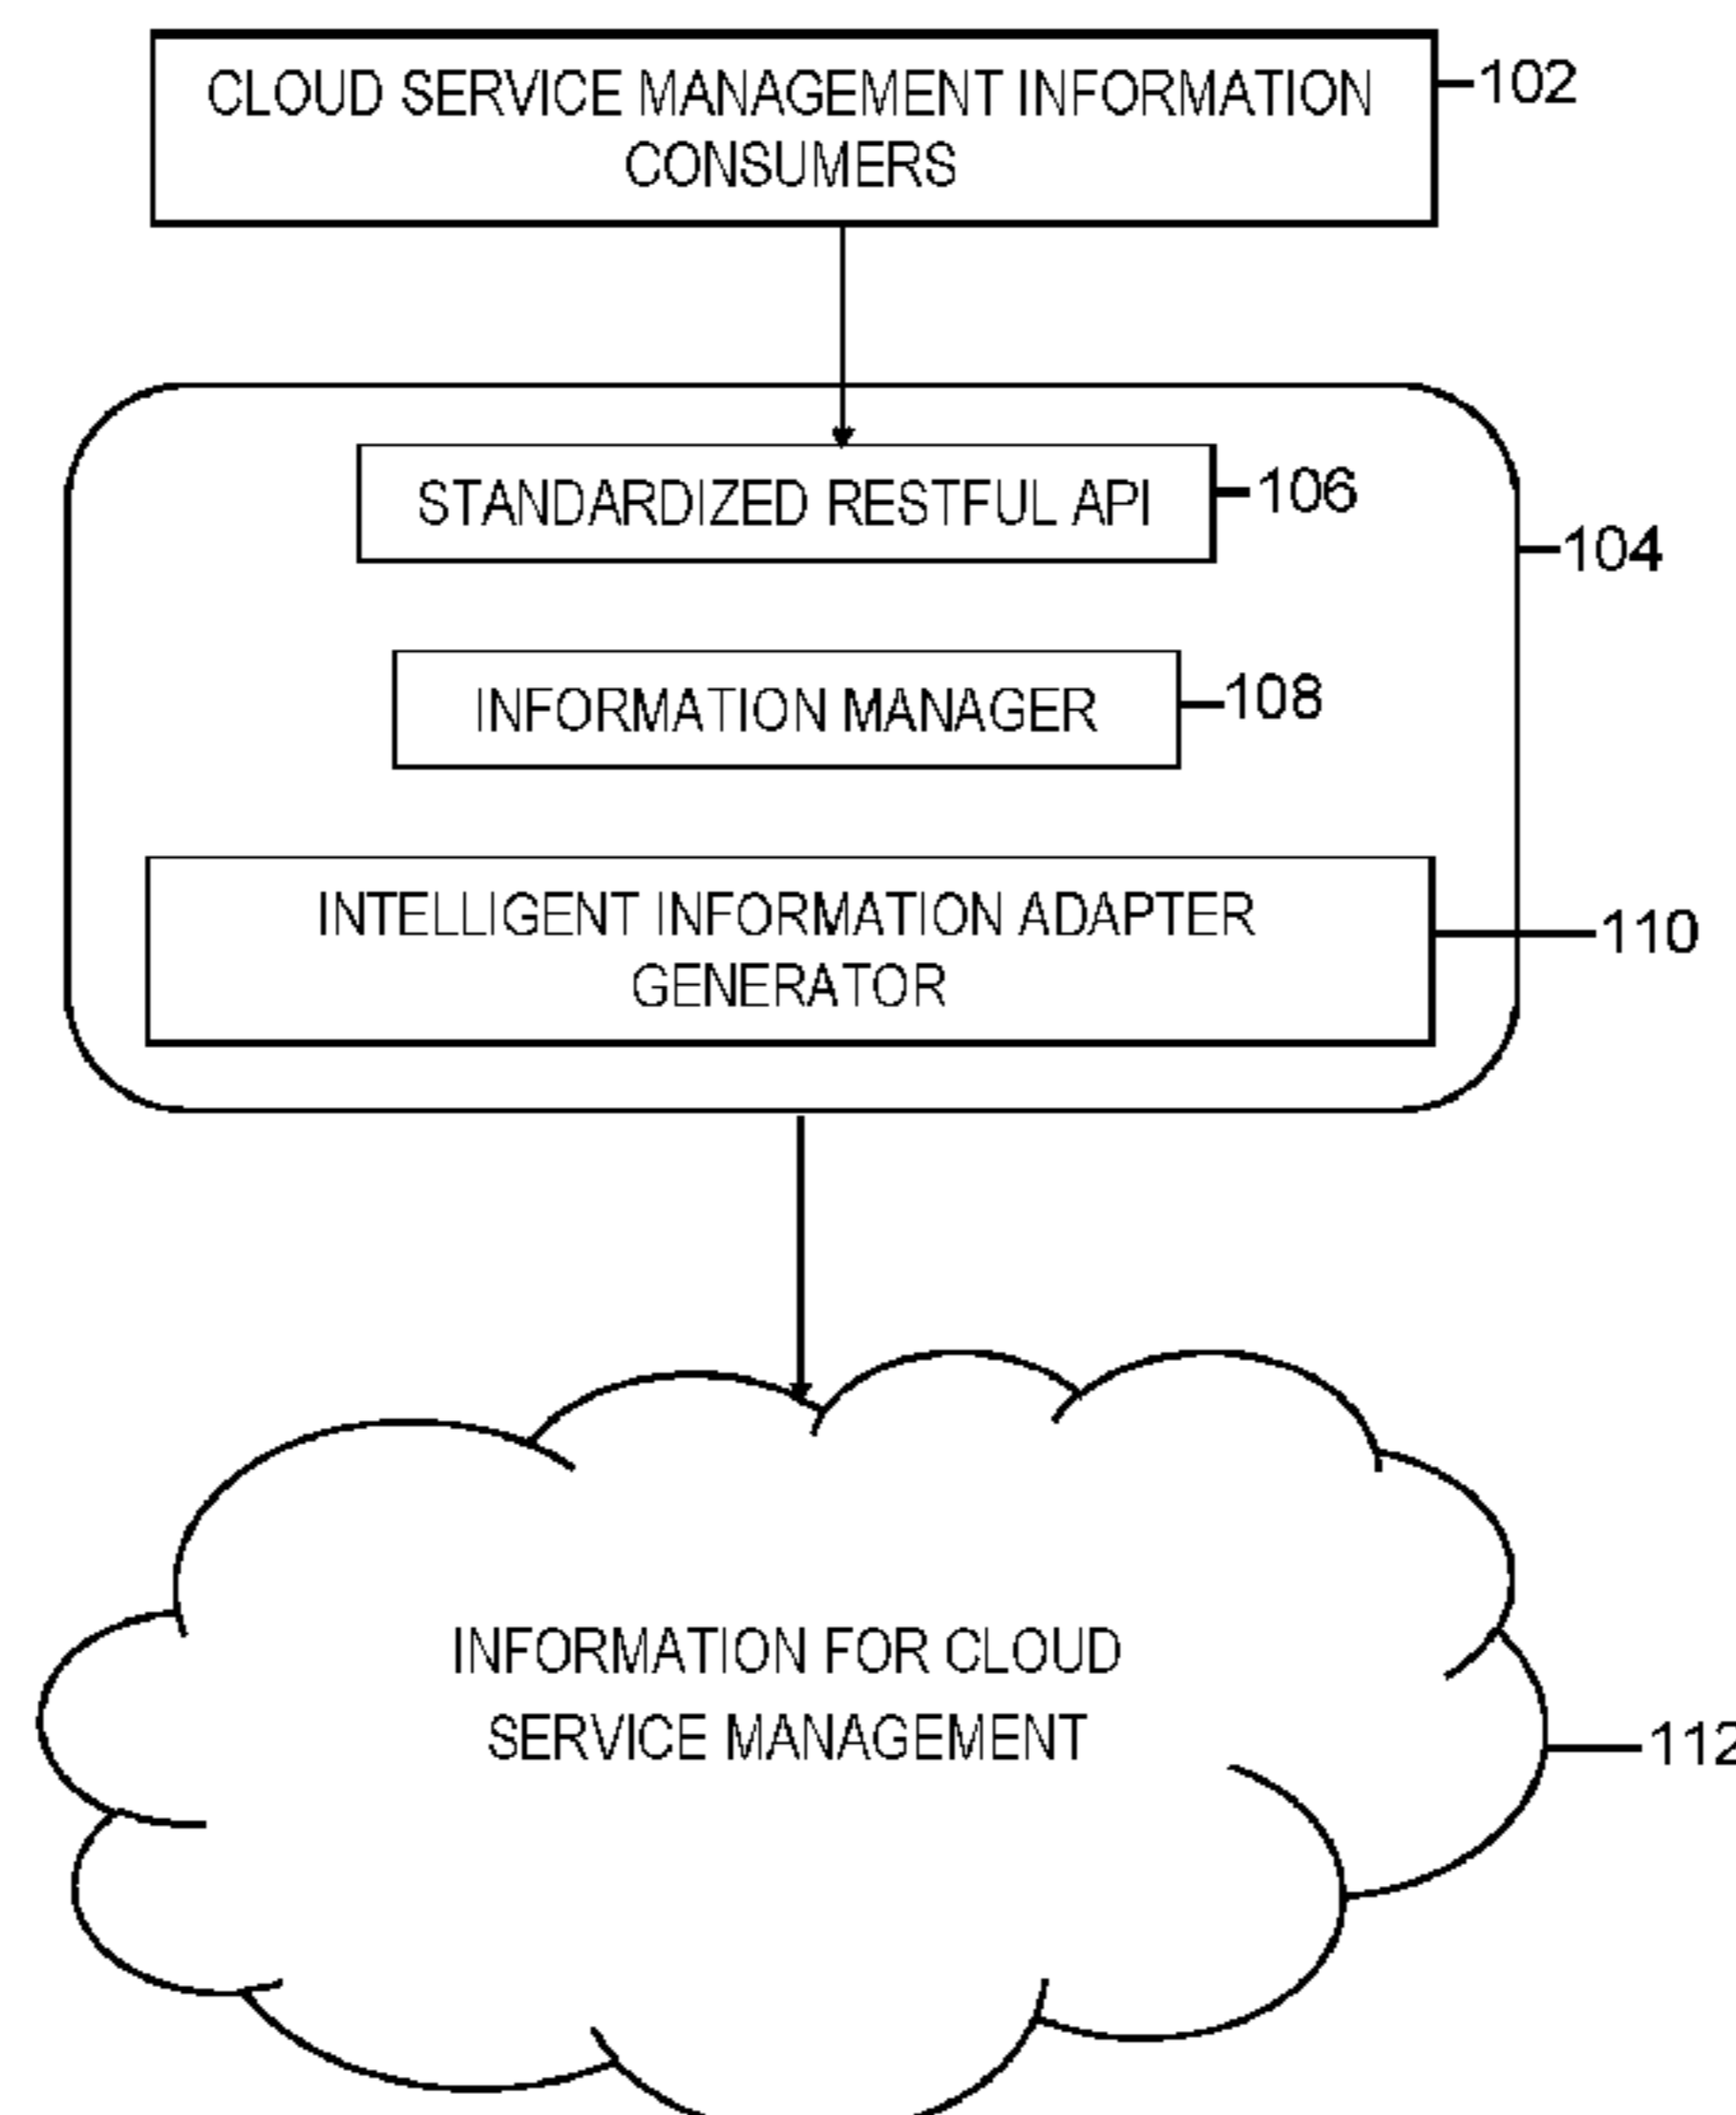 CLOUD SERVICE MANAGEMENT INFORMATION
CONSUMERS
102
STANDARDIZED RESTFUL API
106
104
INFORMATION MANAGER
108
INTELLIGENT INFORMATION ADAPTER
GENERATOR
110
INFORMATION FOR CLOUD
SERVICE MANAGEMENT
112